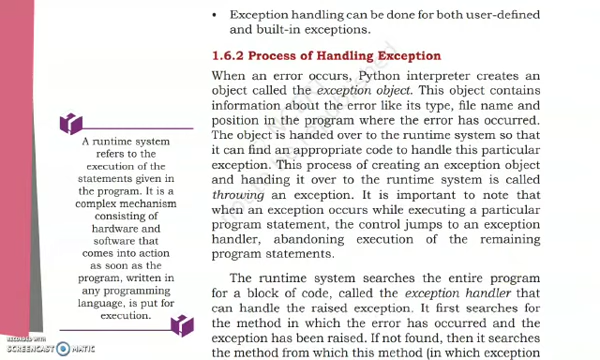 • Exception handling can be done for both user-defined
and built-in exceptions.
1.6.2 Process of Handling Exception
When an error occurs, Python interpreter creates an
object called the exception object. This object contains
information about the error like its type, file name and
position in the program where the error has occurred.
The object is handed over to the runtime system so that
it can find an appropriate code to handle this particular
exception. This process of creating an exception object
and handing it over to the runtime system is called
throwing an exception. It is important to note that
when an exception occurs while executing a particular
program statement, the control jumps to an exception
handler, abandoning execution of the remaining
program statements.
The runtime system searches the entire program
for a block of code, called the exception handler that
can handle the raised exception. It first searches for
the method in which the error has occurred and the
exception has been raised. If not found, then it searches
the method from which this method (in which exception
A runtime system
refers to the
execution of the
statements given in
the program. It is a
complex mechanism
consisting of
hardware and
software that
comes into action
as soon as the
program, written in
any programming
language, is put for
execution.
RECORDED WITH
SCREENCAST MATIC